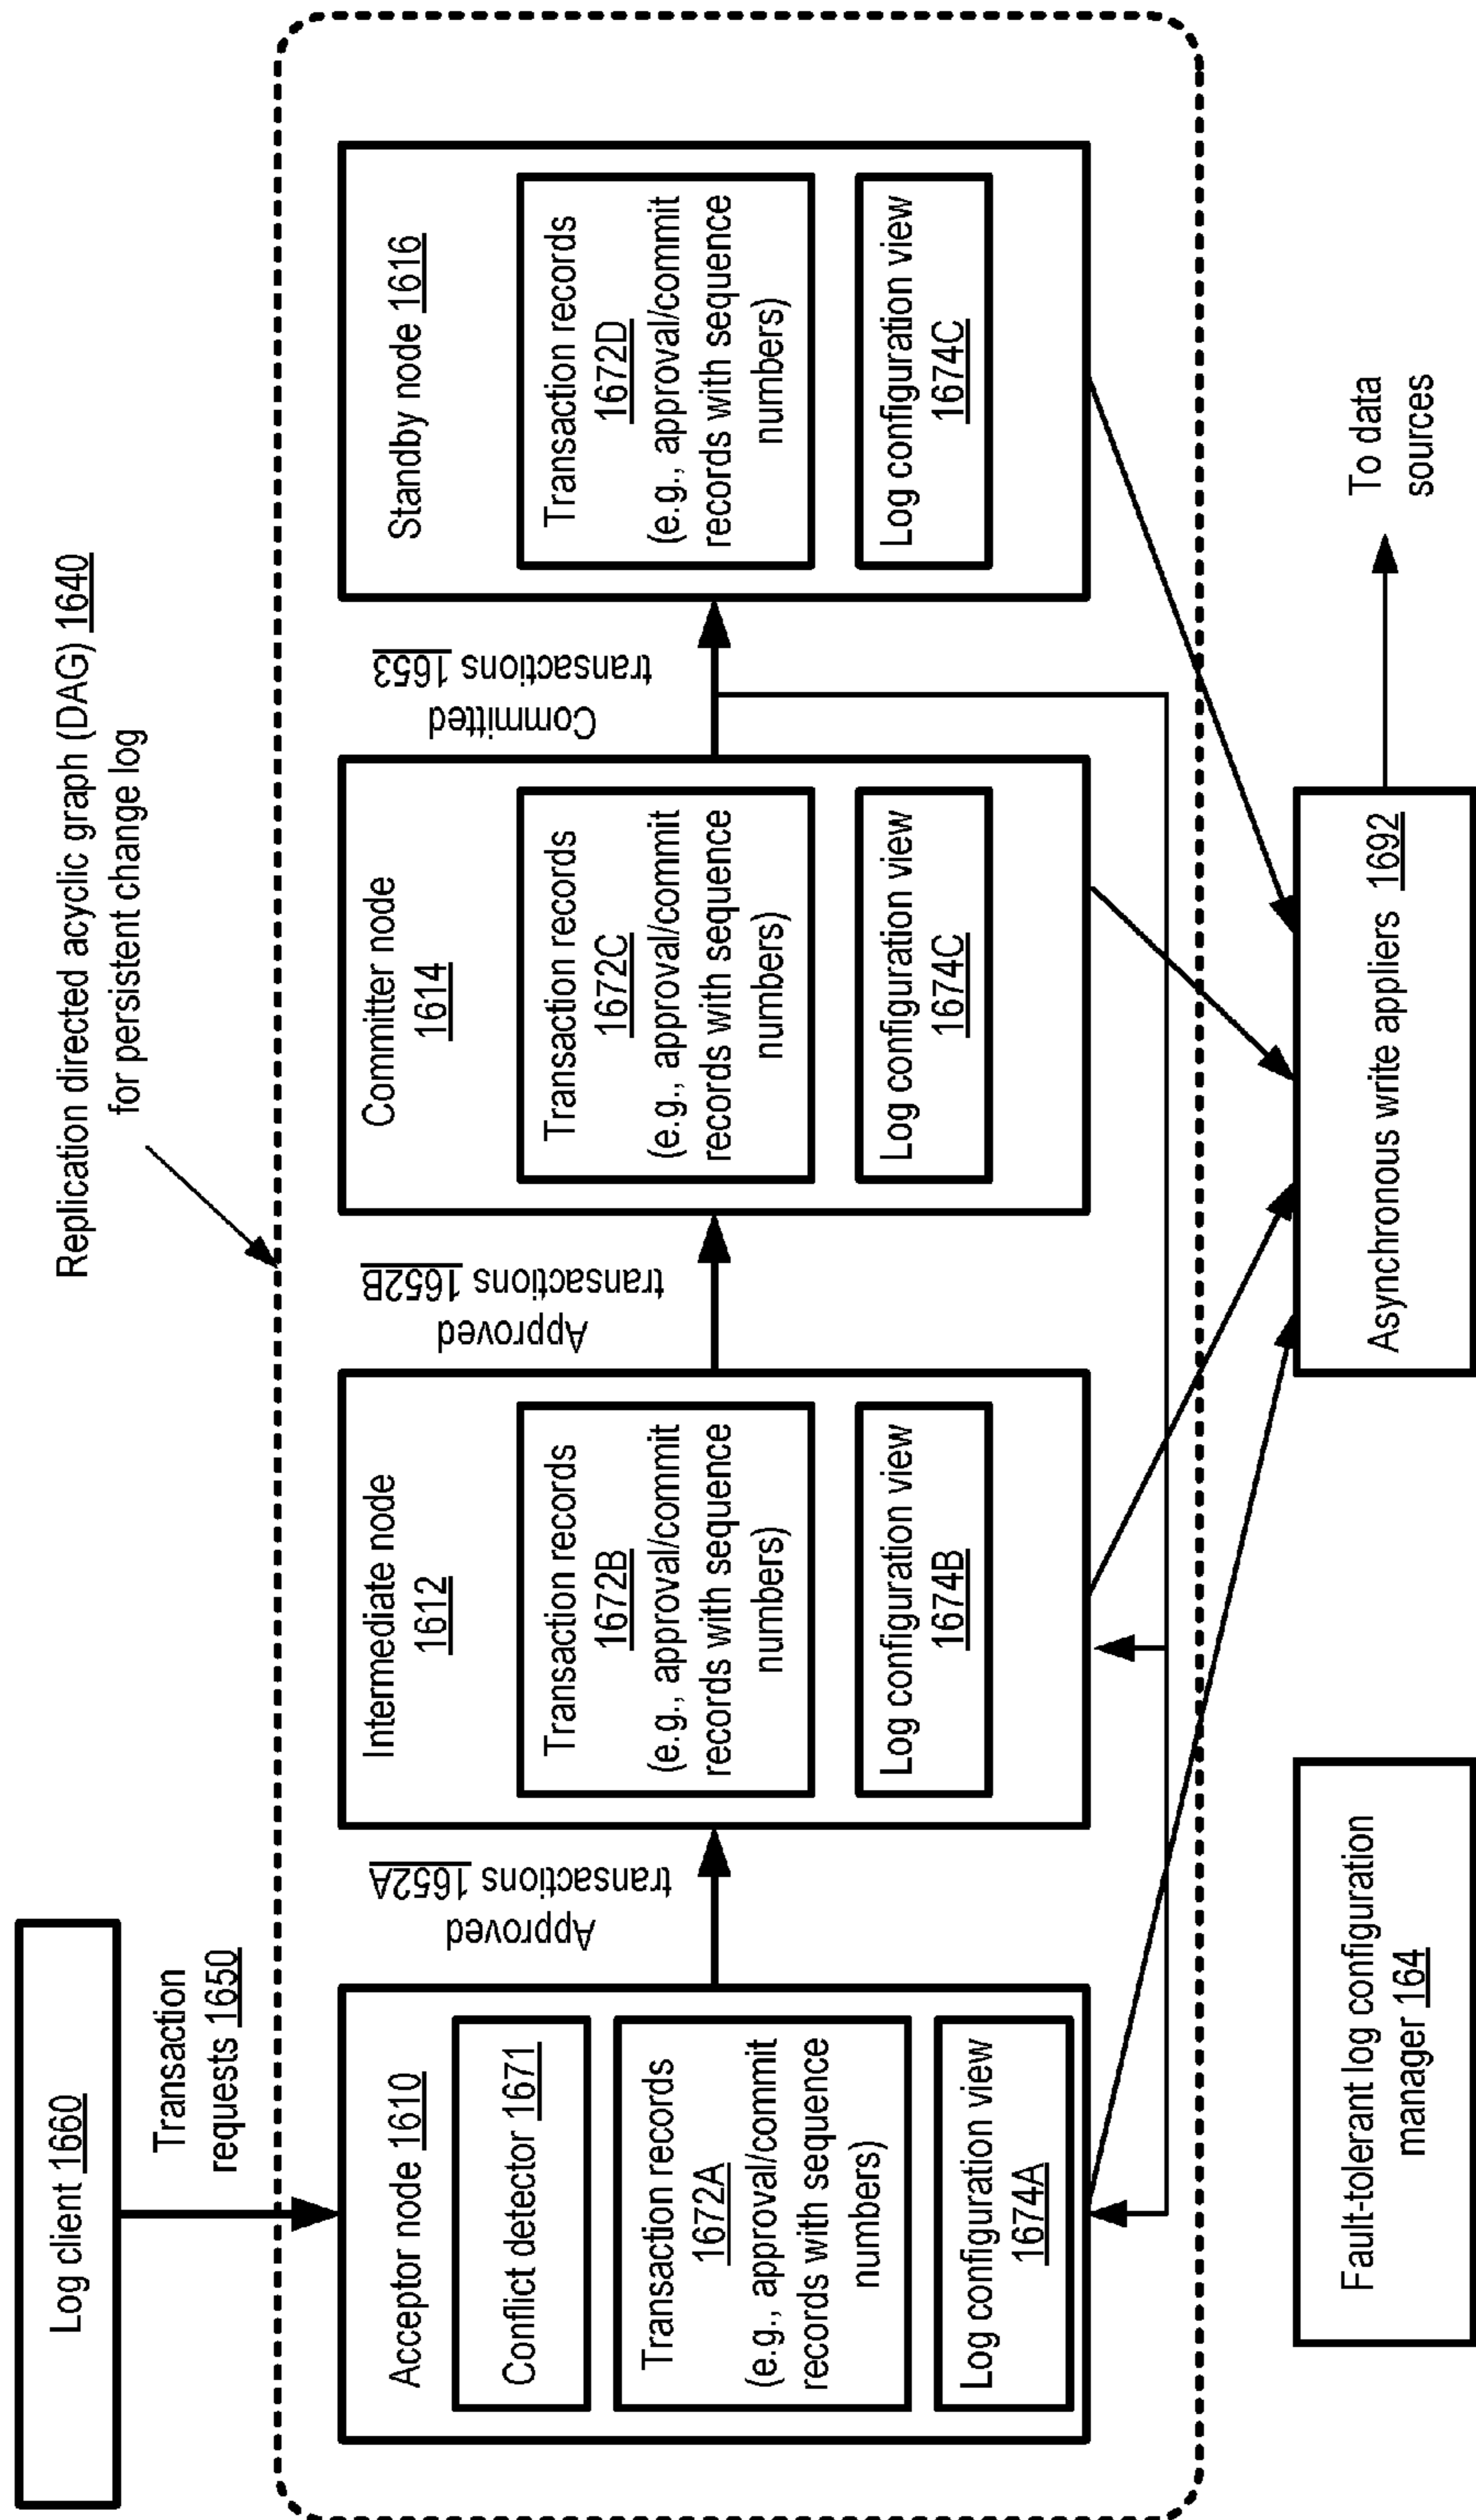 Log client 1660
Transaction
requests 1650
Replication directed acyclic graph (DAG) 1640
for persistent change log
Acceptor node 1610
Conflict detector 1671
Transaction records
1672A
(e.g., approval/commit
records with sequence
numbers)
Log configuration view
1674A
Approved
transactions 1652A
Intermediate node
1612
Transaction records
1672B
(e.g., approval/commit
records with sequence
numbers)
Log configuration view
1674B
Approved
transactions 1652B
Committer node
1614
Transaction records
1672C
(e.g., approval/commit
records with sequence
numbers)
Log configuration view
1674C
Committed
transactions 1653
Standby node 1616
Transaction records
1672D
(e.g., approval/commit
records with sequence
numbers)
Log configuration view
1674C
Fault-tolerant log configuration
manager 164
Asynchronous write appliers 1692
To data
sources